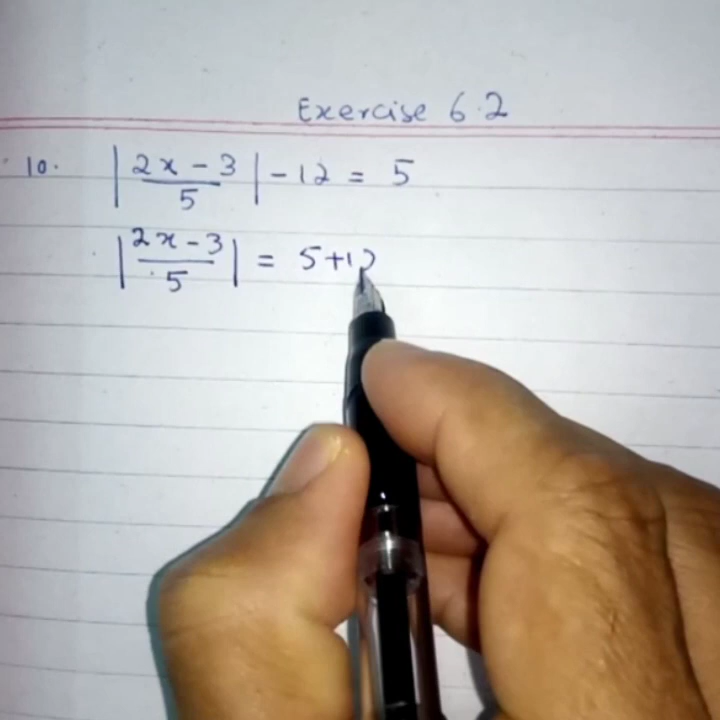 Exercise 6.2
10. |2x - 3 / 5| - 12 = 5
|2x - 3 / 5| = 5 + 12